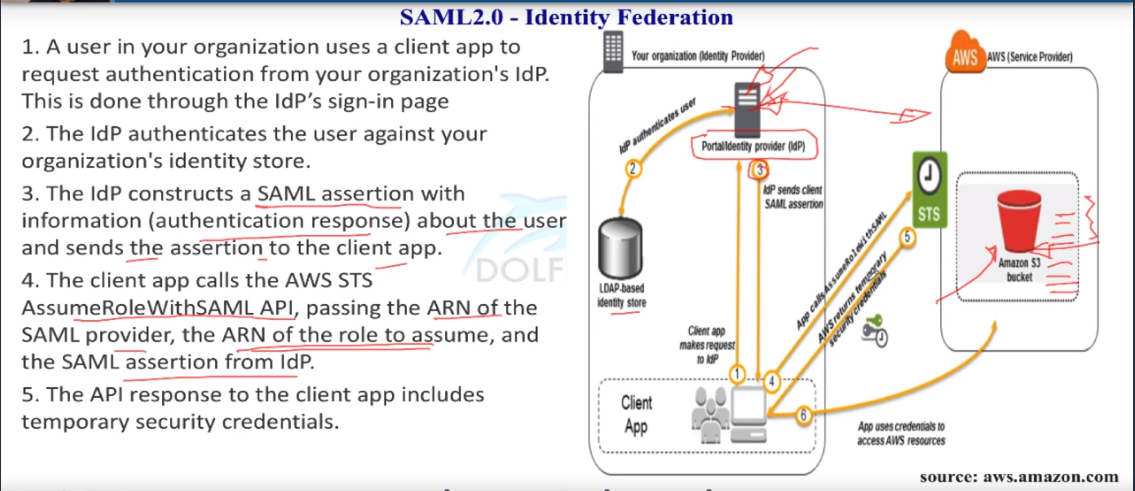 SAML2.0 - Identity Federation
1. A user in your organization uses a client app to
request authentication from your organization's IdP.
This is done through the IdP's sign-in page
2. The IdP authenticates the user against your
organization's identity store.
3. The IdP constructs a SAML assertion with
information (authentication response) about the user
and sends the assertion to the client app.
4. The client app calls the AWS STS
AssumeRoleWithSAML API, passing the ARN of the
SAML provider, the ARN of the role to assume, and
the SAML assertion from IdP.
5. The API response to the client app includes
temporary security credentials.
DOLF
Your organization (Identity Provider)
IdP authenticates user
2
Portal/Identity provider (IdP)
3
IdP sends client
SAML assertion
LDAP-based
identity store
Client app
makes request
to IdP
1
4
Client
App
App calls AssumeRoleWithSAML
AWS returns temporary
security credentials
5
6
App uses credentials to
access AWS resources
AWS
AWS (Service Provider)
STS
Amazon S3
bucket
source: aws.amazon.com